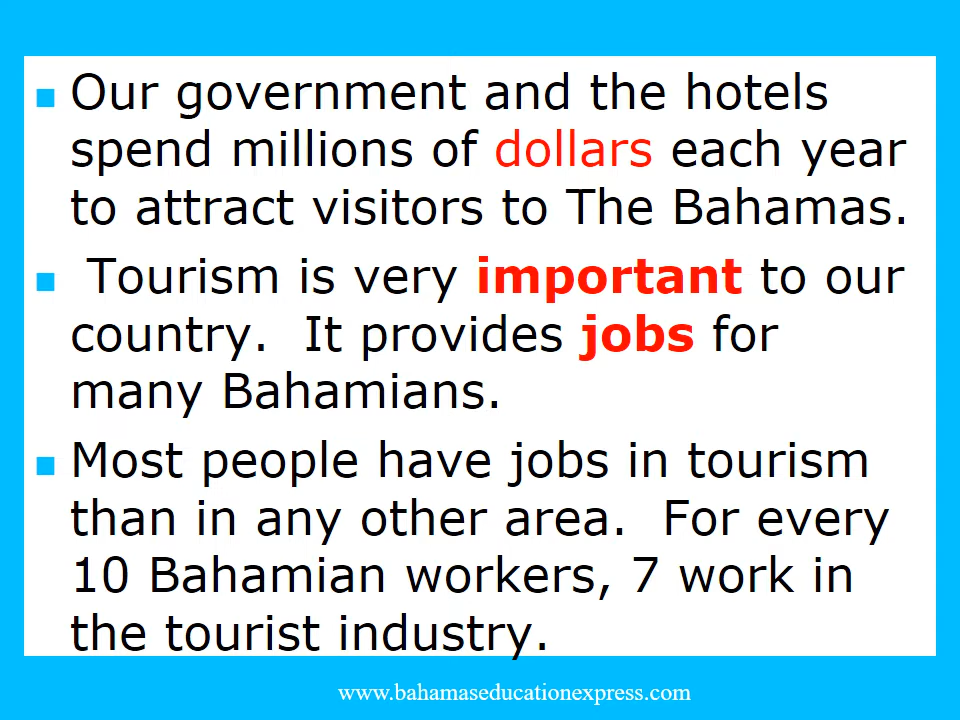 Our government and the hotels
spend millions of dollars each year
to attract visitors to The Bahamas.
Tourism is very important to our
country.  It provides jobs for
many Bahamians.
Most people have jobs in tourism
than in any other area.  For every
10 Bahamian workers, 7 work in
the tourist industry.
www.bahamaseducationexpress.com